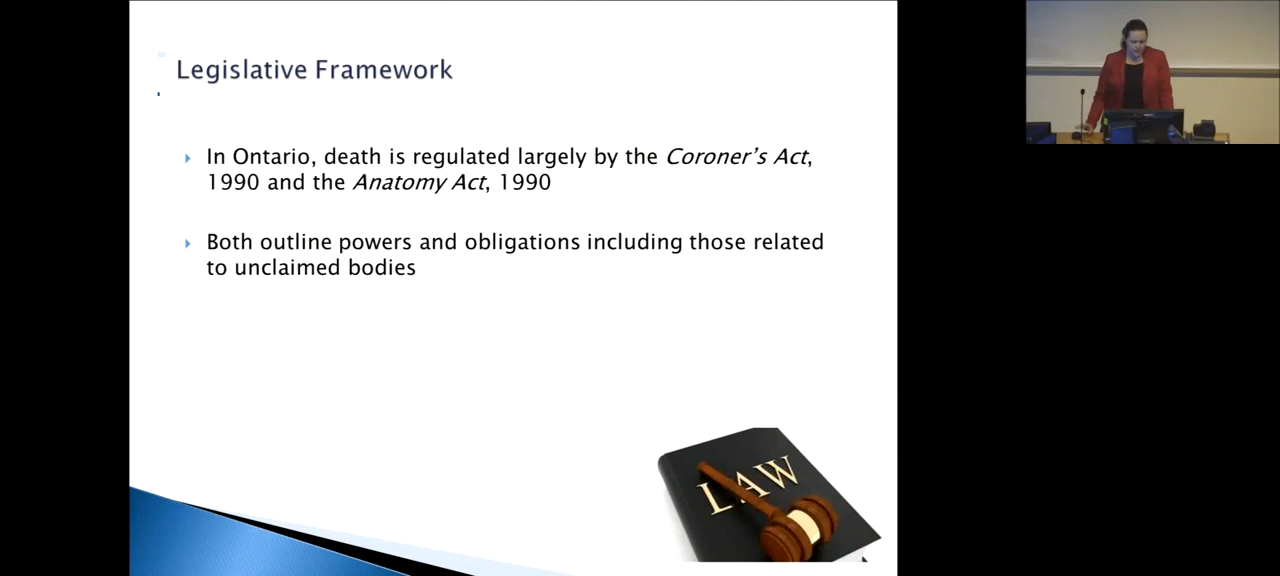 Legislative Framework
In Ontario, death is regulated largely by the Coroner's Act,
1990 and the Anatomy Act, 1990
Both outline powers and obligations including those related
to unclaimed bodies
LAW